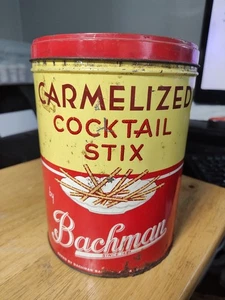 CARMELIZED
COCKTAIL
STIX
by
Bachman